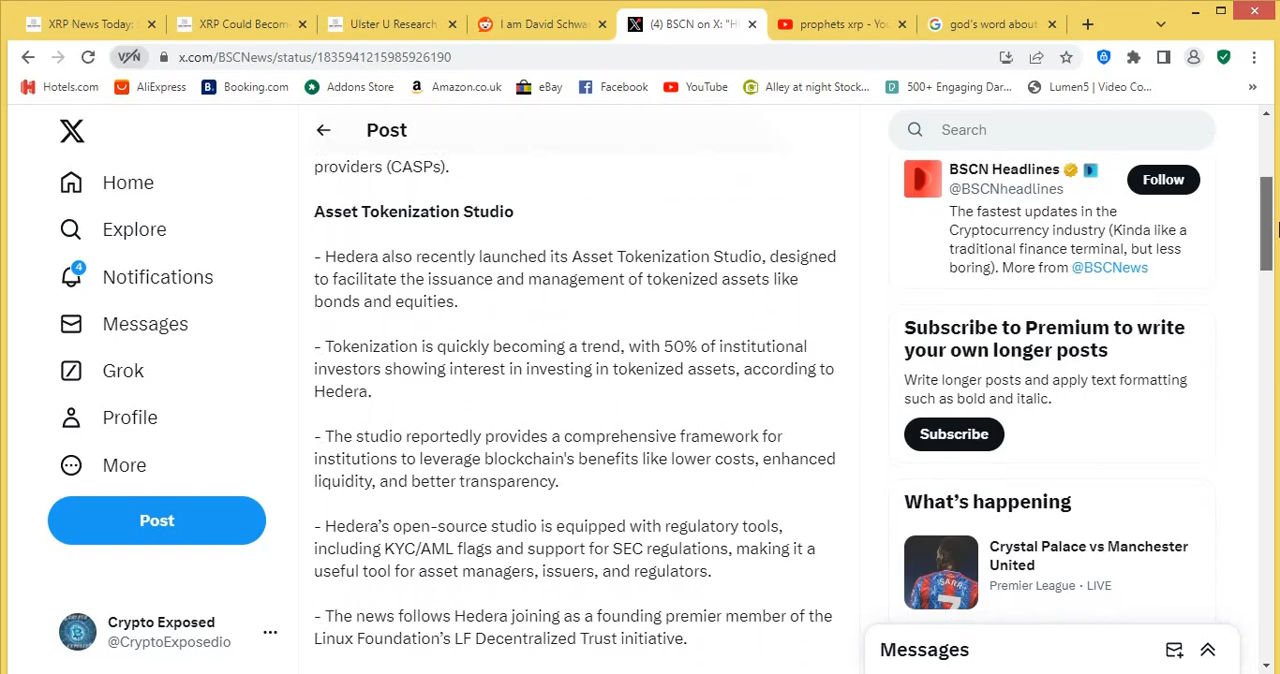 XRP News Today:
XRP Could Becom
Ulster U Research
I am David Schwa
(4) BSCN on X: "H
prophets xrp - Yo
god's word about
VPN
x.com/BSCNews/status/1835941215985926190
Hotels.com
AliExpress
Booking.com
Addons Store
Amazon.co.uk
eBay
Facebook
YouTube
Alley at night Stock...
500+ Engaging Dar...
Lumen5 | Video Co...
»
Home
Explore
4
Notifications
Messages
Grok
Profile
More
Post
Crypto Exposed
@CryptoExposedio
Post
providers (CASPs).
Asset Tokenization Studio
- Hedera also recently launched its Asset Tokenization Studio, designed
to facilitate the issuance and management of tokenized assets like
bonds and equities.
- Tokenization is quickly becoming a trend, with 50% of institutional
investors showing interest in investing in tokenized assets, according to
Hedera.
- The studio reportedly provides a comprehensive framework for
institutions to leverage blockchain's benefits like lower costs, enhanced
liquidity, and better transparency.
- Hedera’s open-source studio is equipped with regulatory tools,
including KYC/AML flags and support for SEC regulations, making it a
useful tool for asset managers, issuers, and regulators.
- The news follows Hedera joining as a founding premier member of the
Linux Foundation’s LF Decentralized Trust initiative.
Search
BSCN Headlines
@BSCNheadlines
Follow
The fastest updates in the
Cryptocurrency industry (Kinda like a
traditional finance terminal, but less
boring). More from @BSCNews
Subscribe to Premium to write
your own longer posts
Write longer posts and apply text formatting
such as bold and italic.
Subscribe
What’s happening
Crystal Palace vs Manchester
United
Premier League · LIVE
Messages